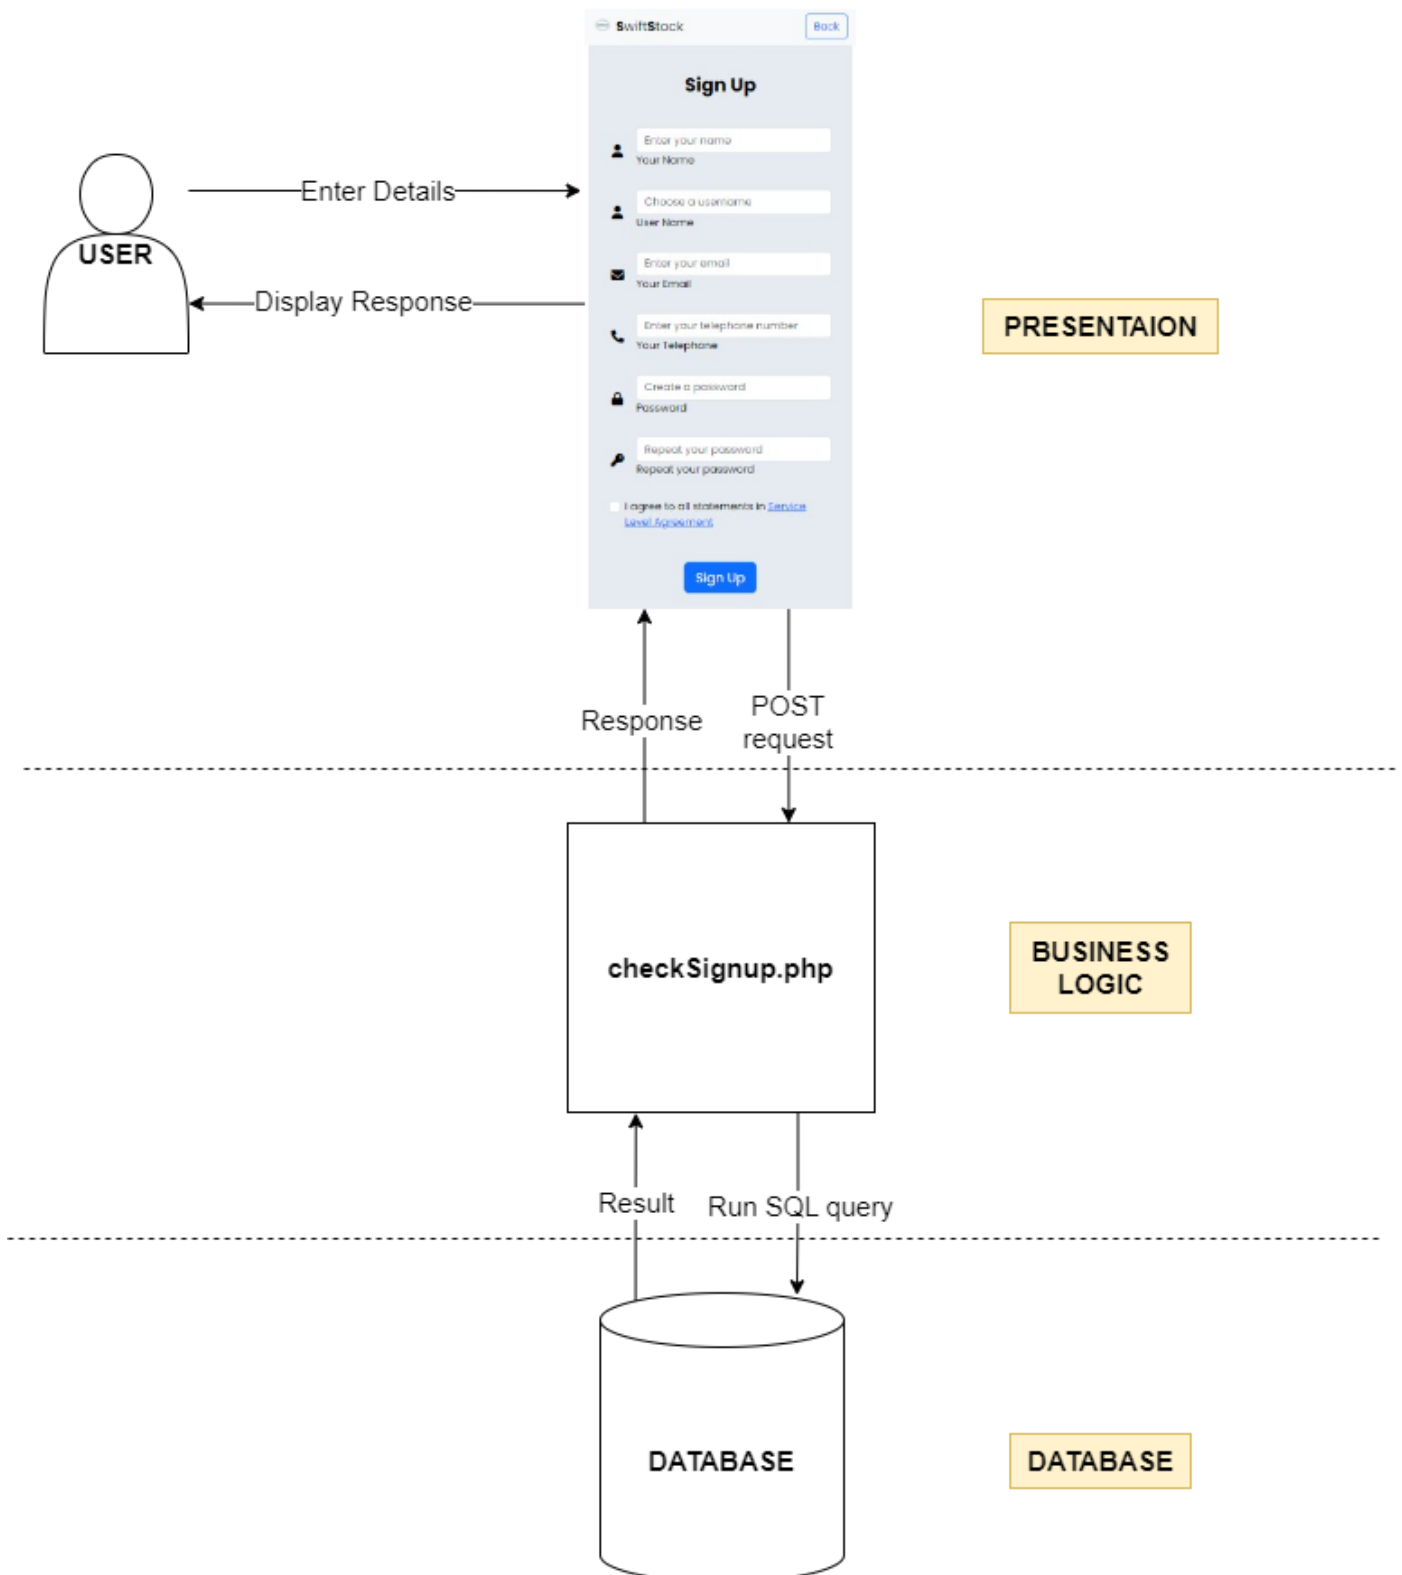 SwiftStock
Back
Sign Up
Enter your name
Your Name
Choose a username
User Name
Enter your email
Your Email
Enter your telephone number
Your Telephone
Create a password
Password
Repeat your password
Repeat your password
I agree to all statements in Service
Level Agreement
Sign Up
USER
Enter Details
Display Response
PRESENTAION
Response
POST
request
checkSignup.php
BUSINESS
LOGIC
Result
Run SQL query
DATABASE
DATABASE